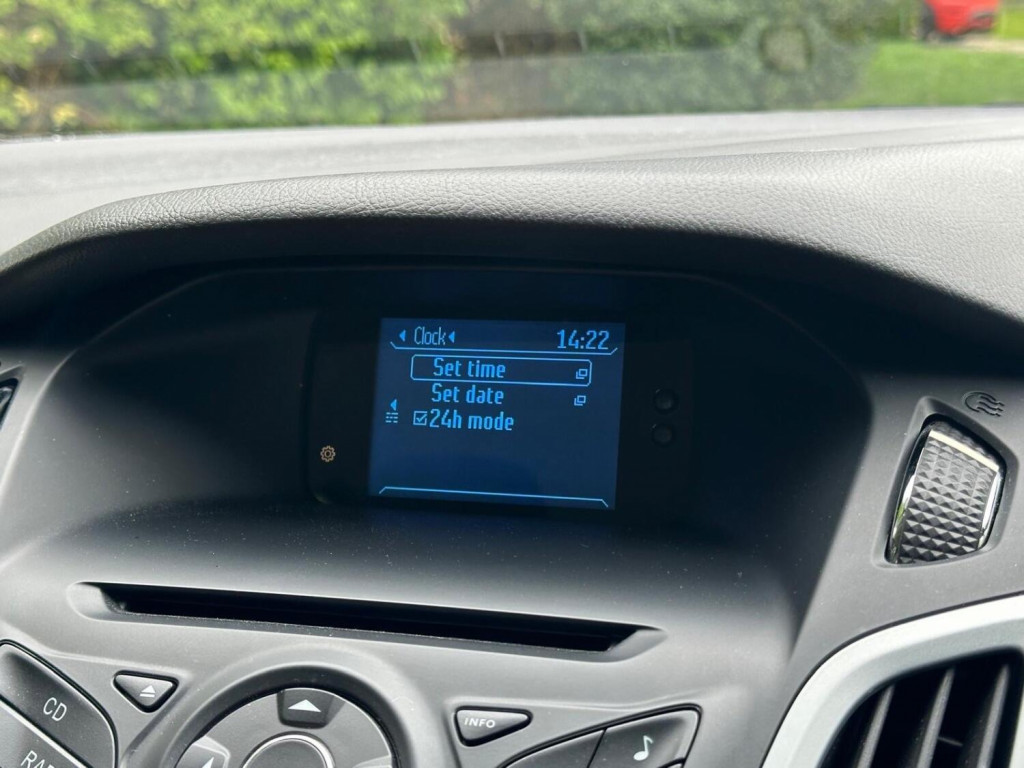 Clock 14:22
Set time
Set date
24h mode
CD
INFO